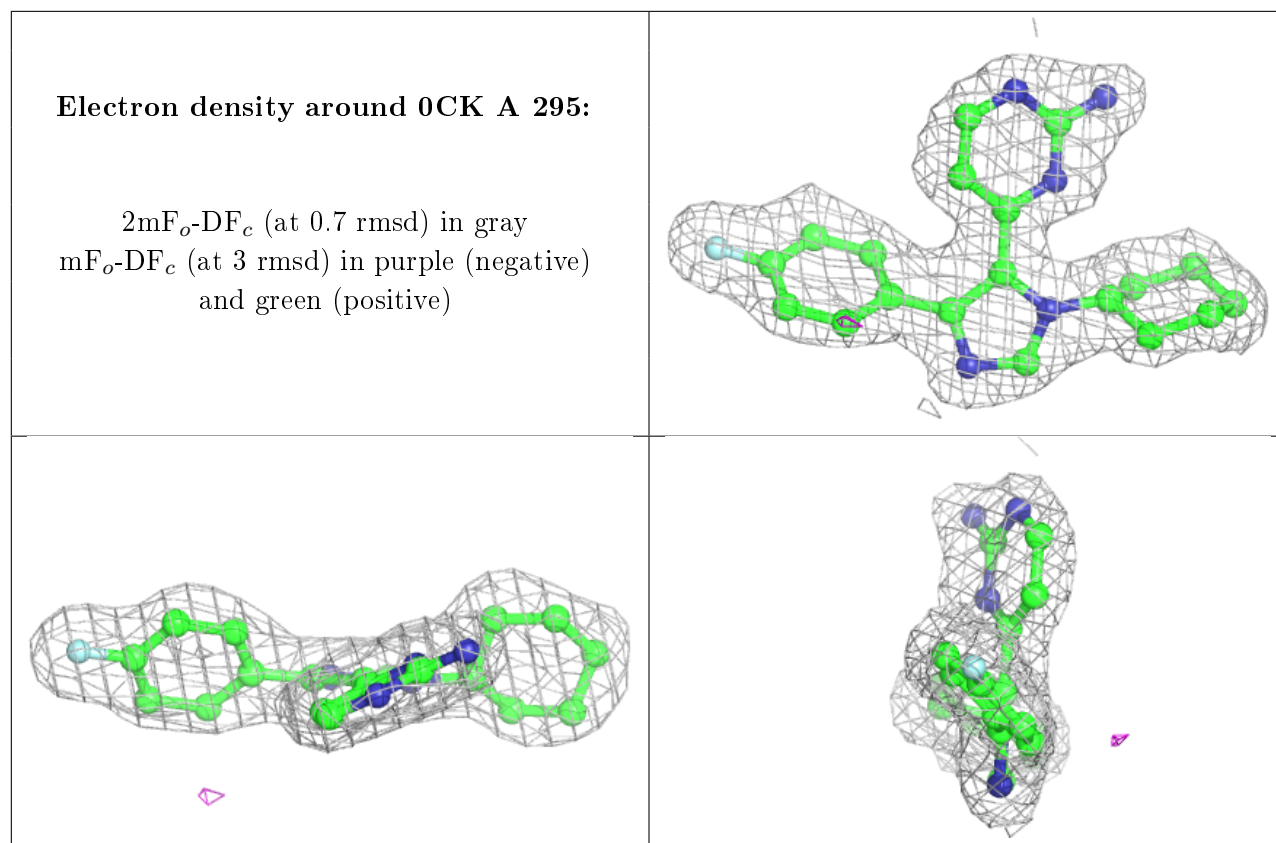 Electron density around 0CK A 295:
2mFo-DFc (at 0.7 rmsd) in gray
mFo-DFc (at 3 rmsd) in purple (negative)
and green (positive)